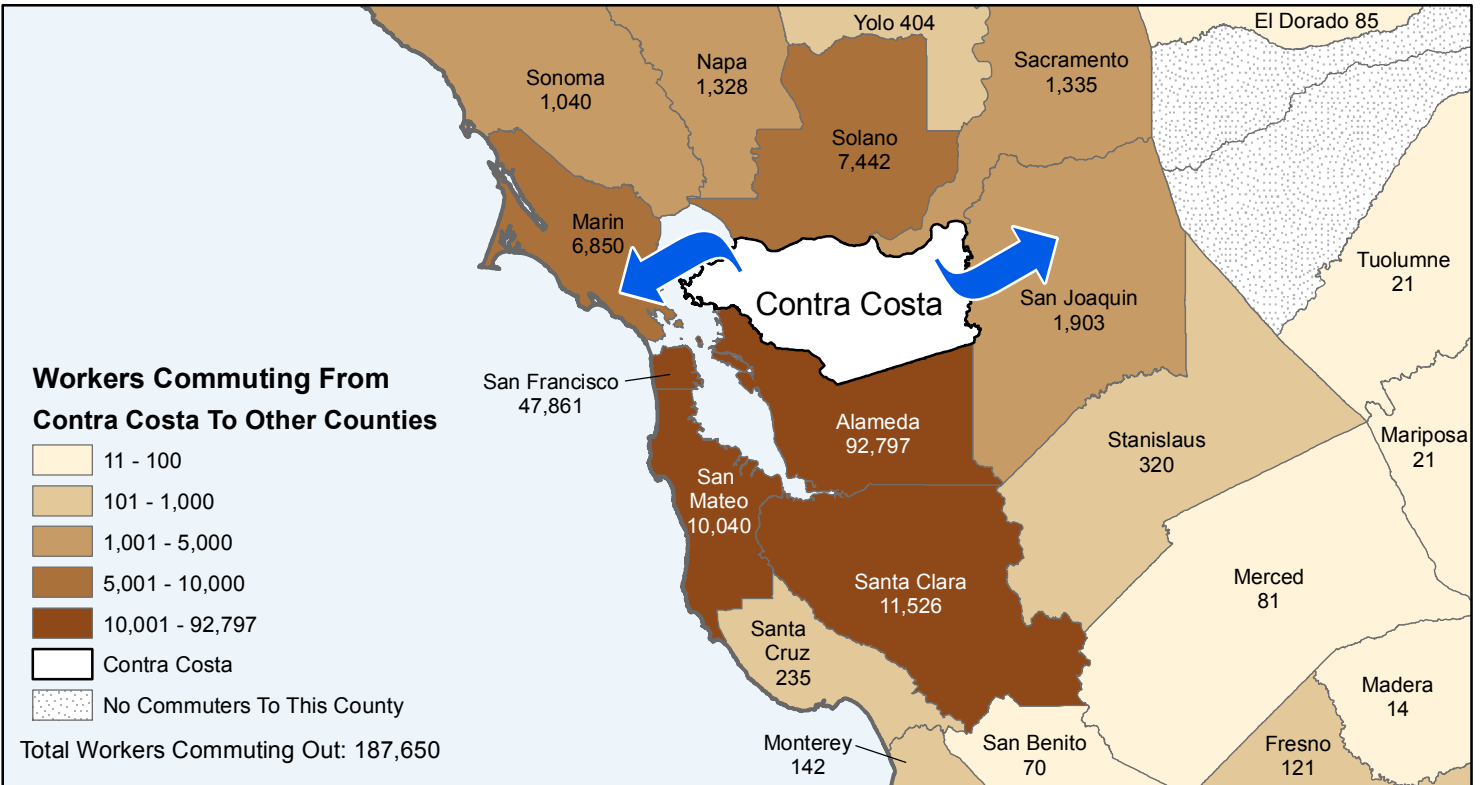 Yolo 404
El Dorado 85
Sonoma
1,040
Napa
1,328
Sacramento
1,335
Solano
7,442
Marin
6,850
Tuolumne
21
Contra Costa
San Joaquin
1,903
San Francisco
47,861
Alameda
92,797
Stanislaus
320
Mariposa
21
San
Mateo
10,040
Santa Clara
11,526
Merced
81
Santa
Cruz
235
Madera
14
Monterey
142
San Benito
70
Fresno
121
Workers Commuting From
Contra Costa To Other Counties
11 - 100
101 - 1,000
1,001 - 5,000
5,001 - 10,000
10,001 - 92,797
Contra Costa
No Commuters To This County
Total Workers Commuting Out: 187,650